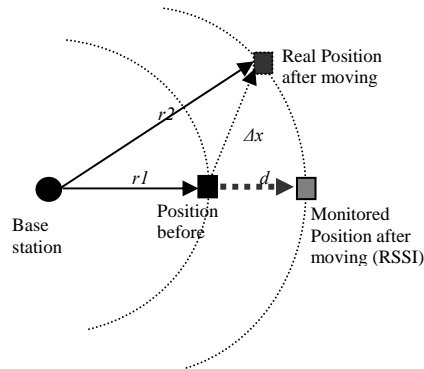 Real Position
after moving
r2
Δx
r1
d
Base
station
Position
before
Monitored
Position after
moving (RSSI)